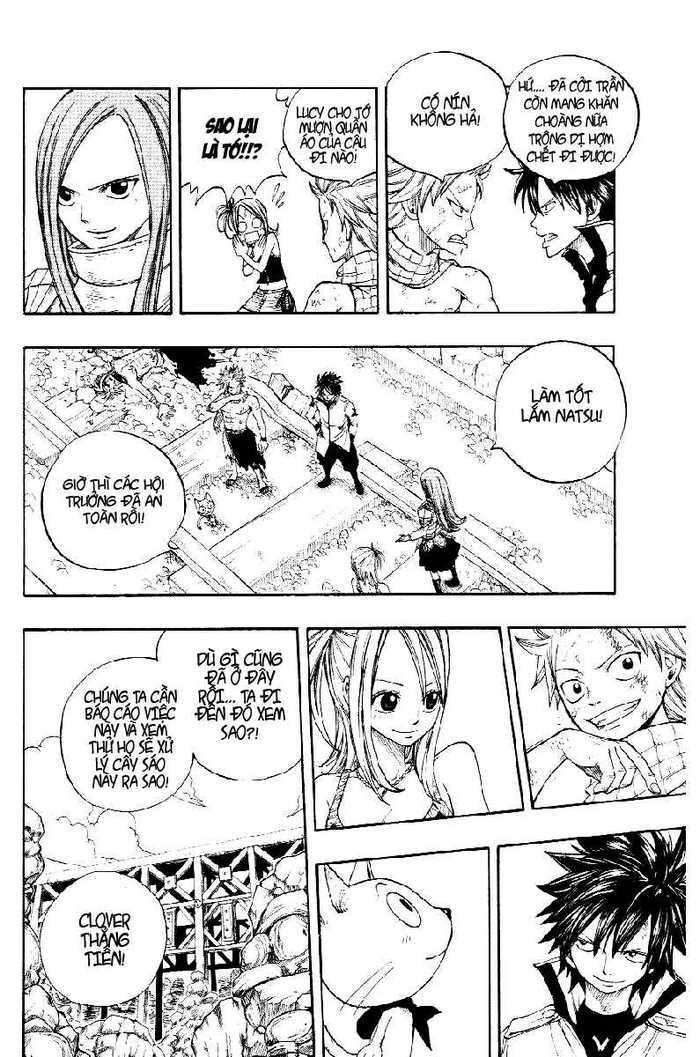 HỨ.... ĐÃ CỞI TRẦN
CÒN MANG KHĂN
CHOÀNG NỮA
TRÔNG DỊ HỢM
CHẾT ĐI ĐƯỢC!
CÓ NÍN
KHÔNG HẢ!
LUCY CHO TỚ
MƯỢN QUẦN
ÁO CỦA CẬU
ĐI NÀO!
SAO LẠI
LÀ TỚ!!?
LÀM TỐT
LẮM NATSU!
GIỜ THÌ CÁC HỘI
TRƯỞNG ĐÃ AN
TOÀN RỒI!
DÙ GÌ CŨNG
ĐÃ Ở ĐÂY
RỒI... TA ĐI
ĐẾN ĐÓ XEM
SAO?!
CHÚNG TA CẦN
BÁO CÁO VIỆC
NÀY VÀ XEM
THỬ HỌ SẼ XỬ
LÝ CÂY SÁO
NÀY RA SAO!
CLOVER
THẲNG
TIẾN!